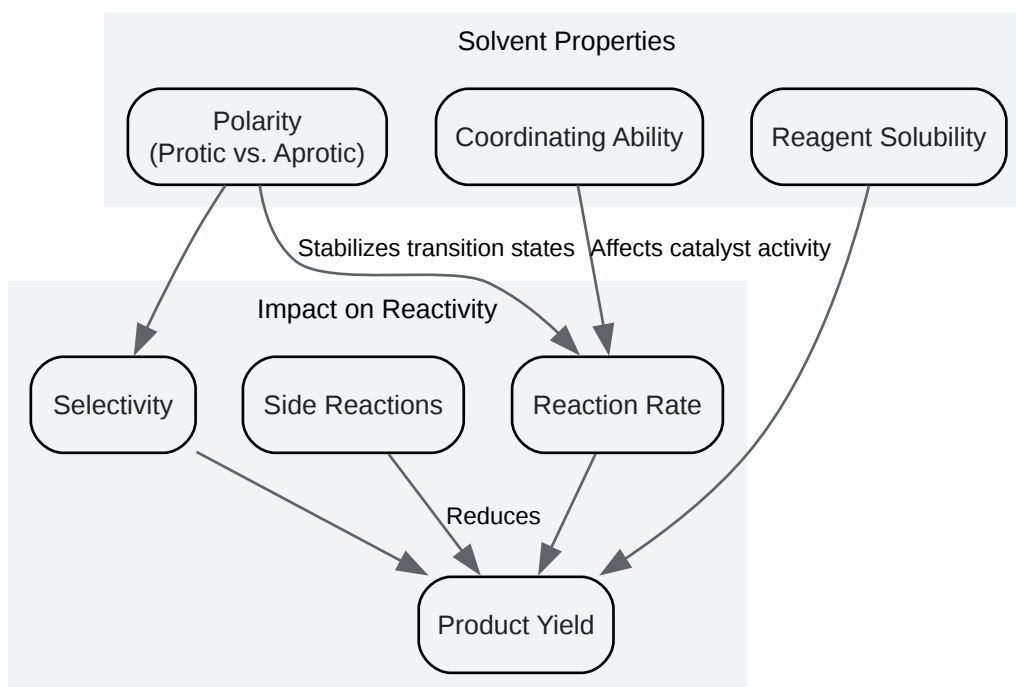 Solvent Properties
Polarity
(Protic vs. Aprotic)
Coordinating Ability
Reagent Solubility
Stabilizes transition states
Affects catalyst activity
Impact on Reactivity
Selectivity
Side Reactions
Reaction Rate
Reduces
Product Yield